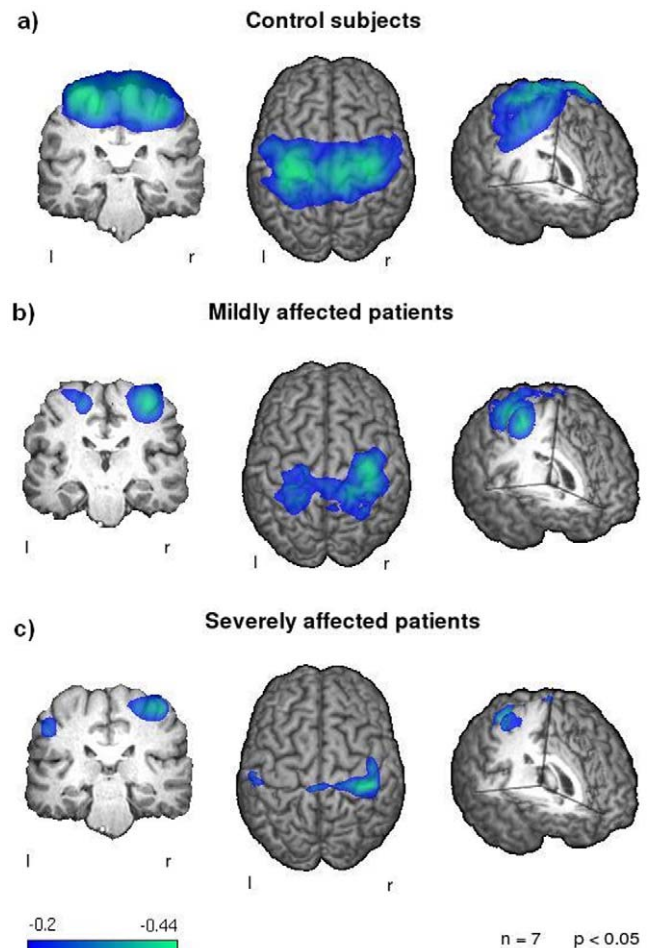 a) Control subjects
l r l r
b) Mildly affected patients
l r l r
c) Severely affected patients
l r
l r
-0.2 -0.44
n = 7 p < 0.05